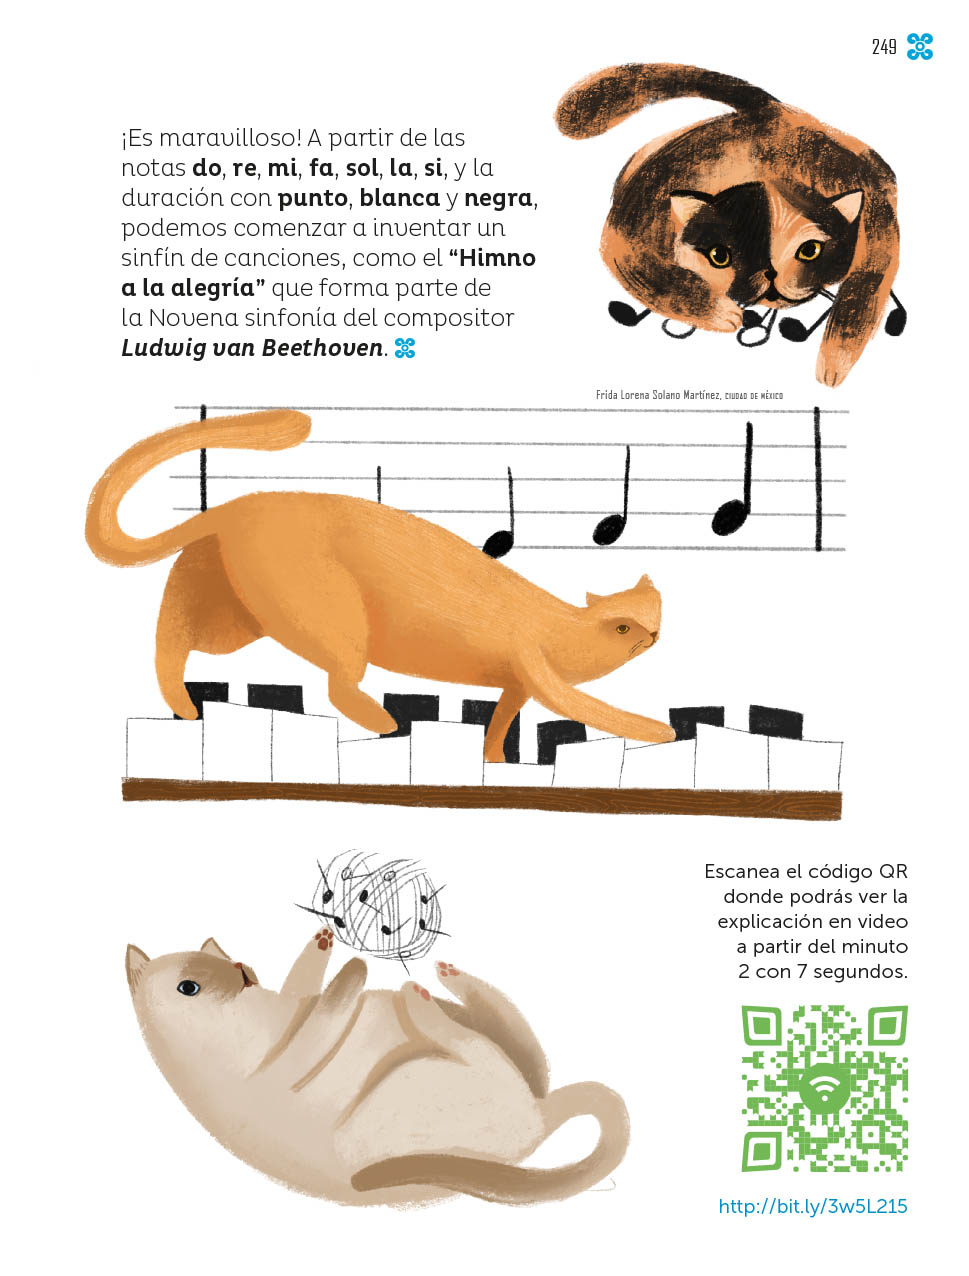 249
¡Es maravilloso! A partir de las
notas do, re, mi, fa, sol, la, si, y la
duración con punto, blanca y negra,
podemos comenzar a inventar un
sinfín de canciones, como el “Himno
a la alegría” que forma parte de
la Novena sinfonía del compositor
Ludwig van Beethoven.
Frida Lorena Solano Martínez, CIUDAD DE MÉXICO
Escanea el código QR
donde podrás ver la
explicación en video
a partir del minuto
2 con 7 segundos.
http://bit.ly/3w5L215